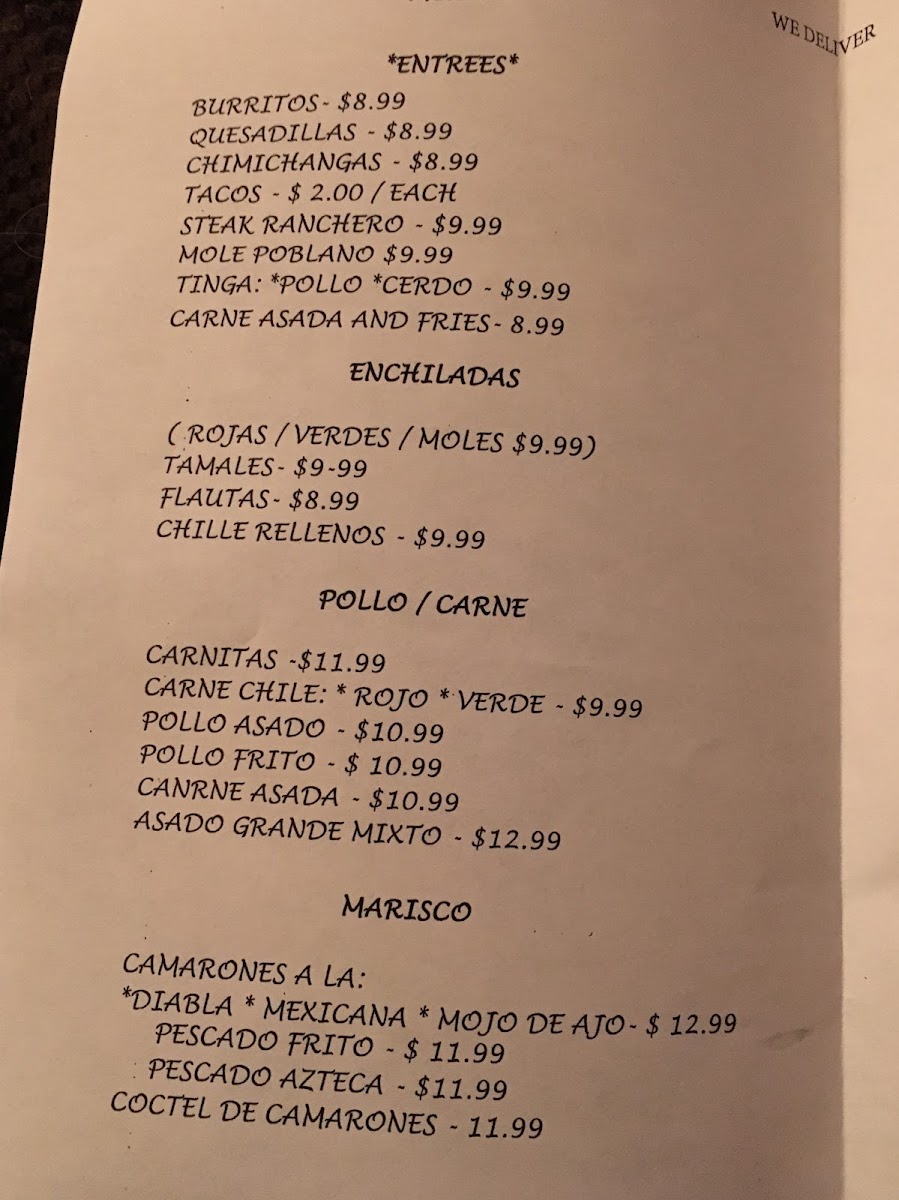 WE DELIVER
*ENTREES*
BURRITOS- $8.99
QUESADILLAS - $8.99
CHIMICHANGAS - $8.99
TACOS - $ 2.00 / EACH
STEAK RANCHERO - $9.99
MOLE POBLANO $9.99
TINGA: *POLLO *CERDO - $9.99
CARNE ASADA AND FRIES- 8.99
ENCHILADAS
( ROJAS / VERDES / MOLES $9.99)
TAMALES- $9-99
FLAUTAS- $8.99
CHILLE RELLENOS - $9.99
POLLO / CARNE
CARNITAS -$11.99
CARNE CHILE: * ROJO * VERDE - $9.99
POLLO ASADO - $10.99
POLLO FRITO - $ 10.99
CANRNE ASADA - $10.99
ASADO GRANDE MIXTO - $12.99
MARISCO
CAMARONES A LA:
*DIABLA * MEXICANA * MOJO DE AJO- $ 12.99
PESCADO FRITO - $ 11.99
PESCADO AZTECA - $11.99
COCTEL DE CAMARONES - 11.99